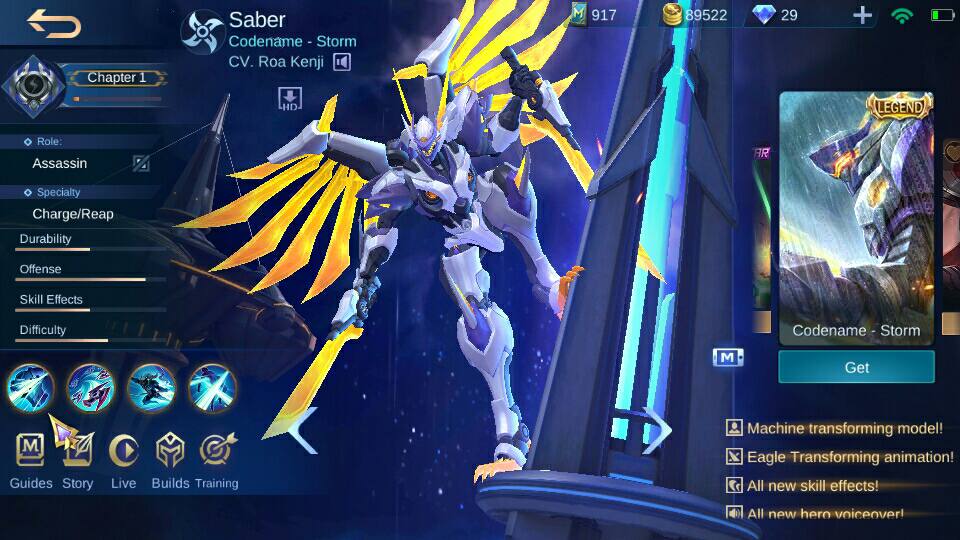 Saber
Codename - Storm
CV. Roa Kenji
HD
917
89522
29
Chapter 1
Role:
Assassin
Specialty
Charge/Reap
Durability
Offense
Skill Effects
Difficulty
Guides
Story
Live
Builds
Training
LEGEND
Codename - Storm
M
Get
Machine transforming model!
Eagle Transforming animation!
All new skill effects!
All new hero voiceover!